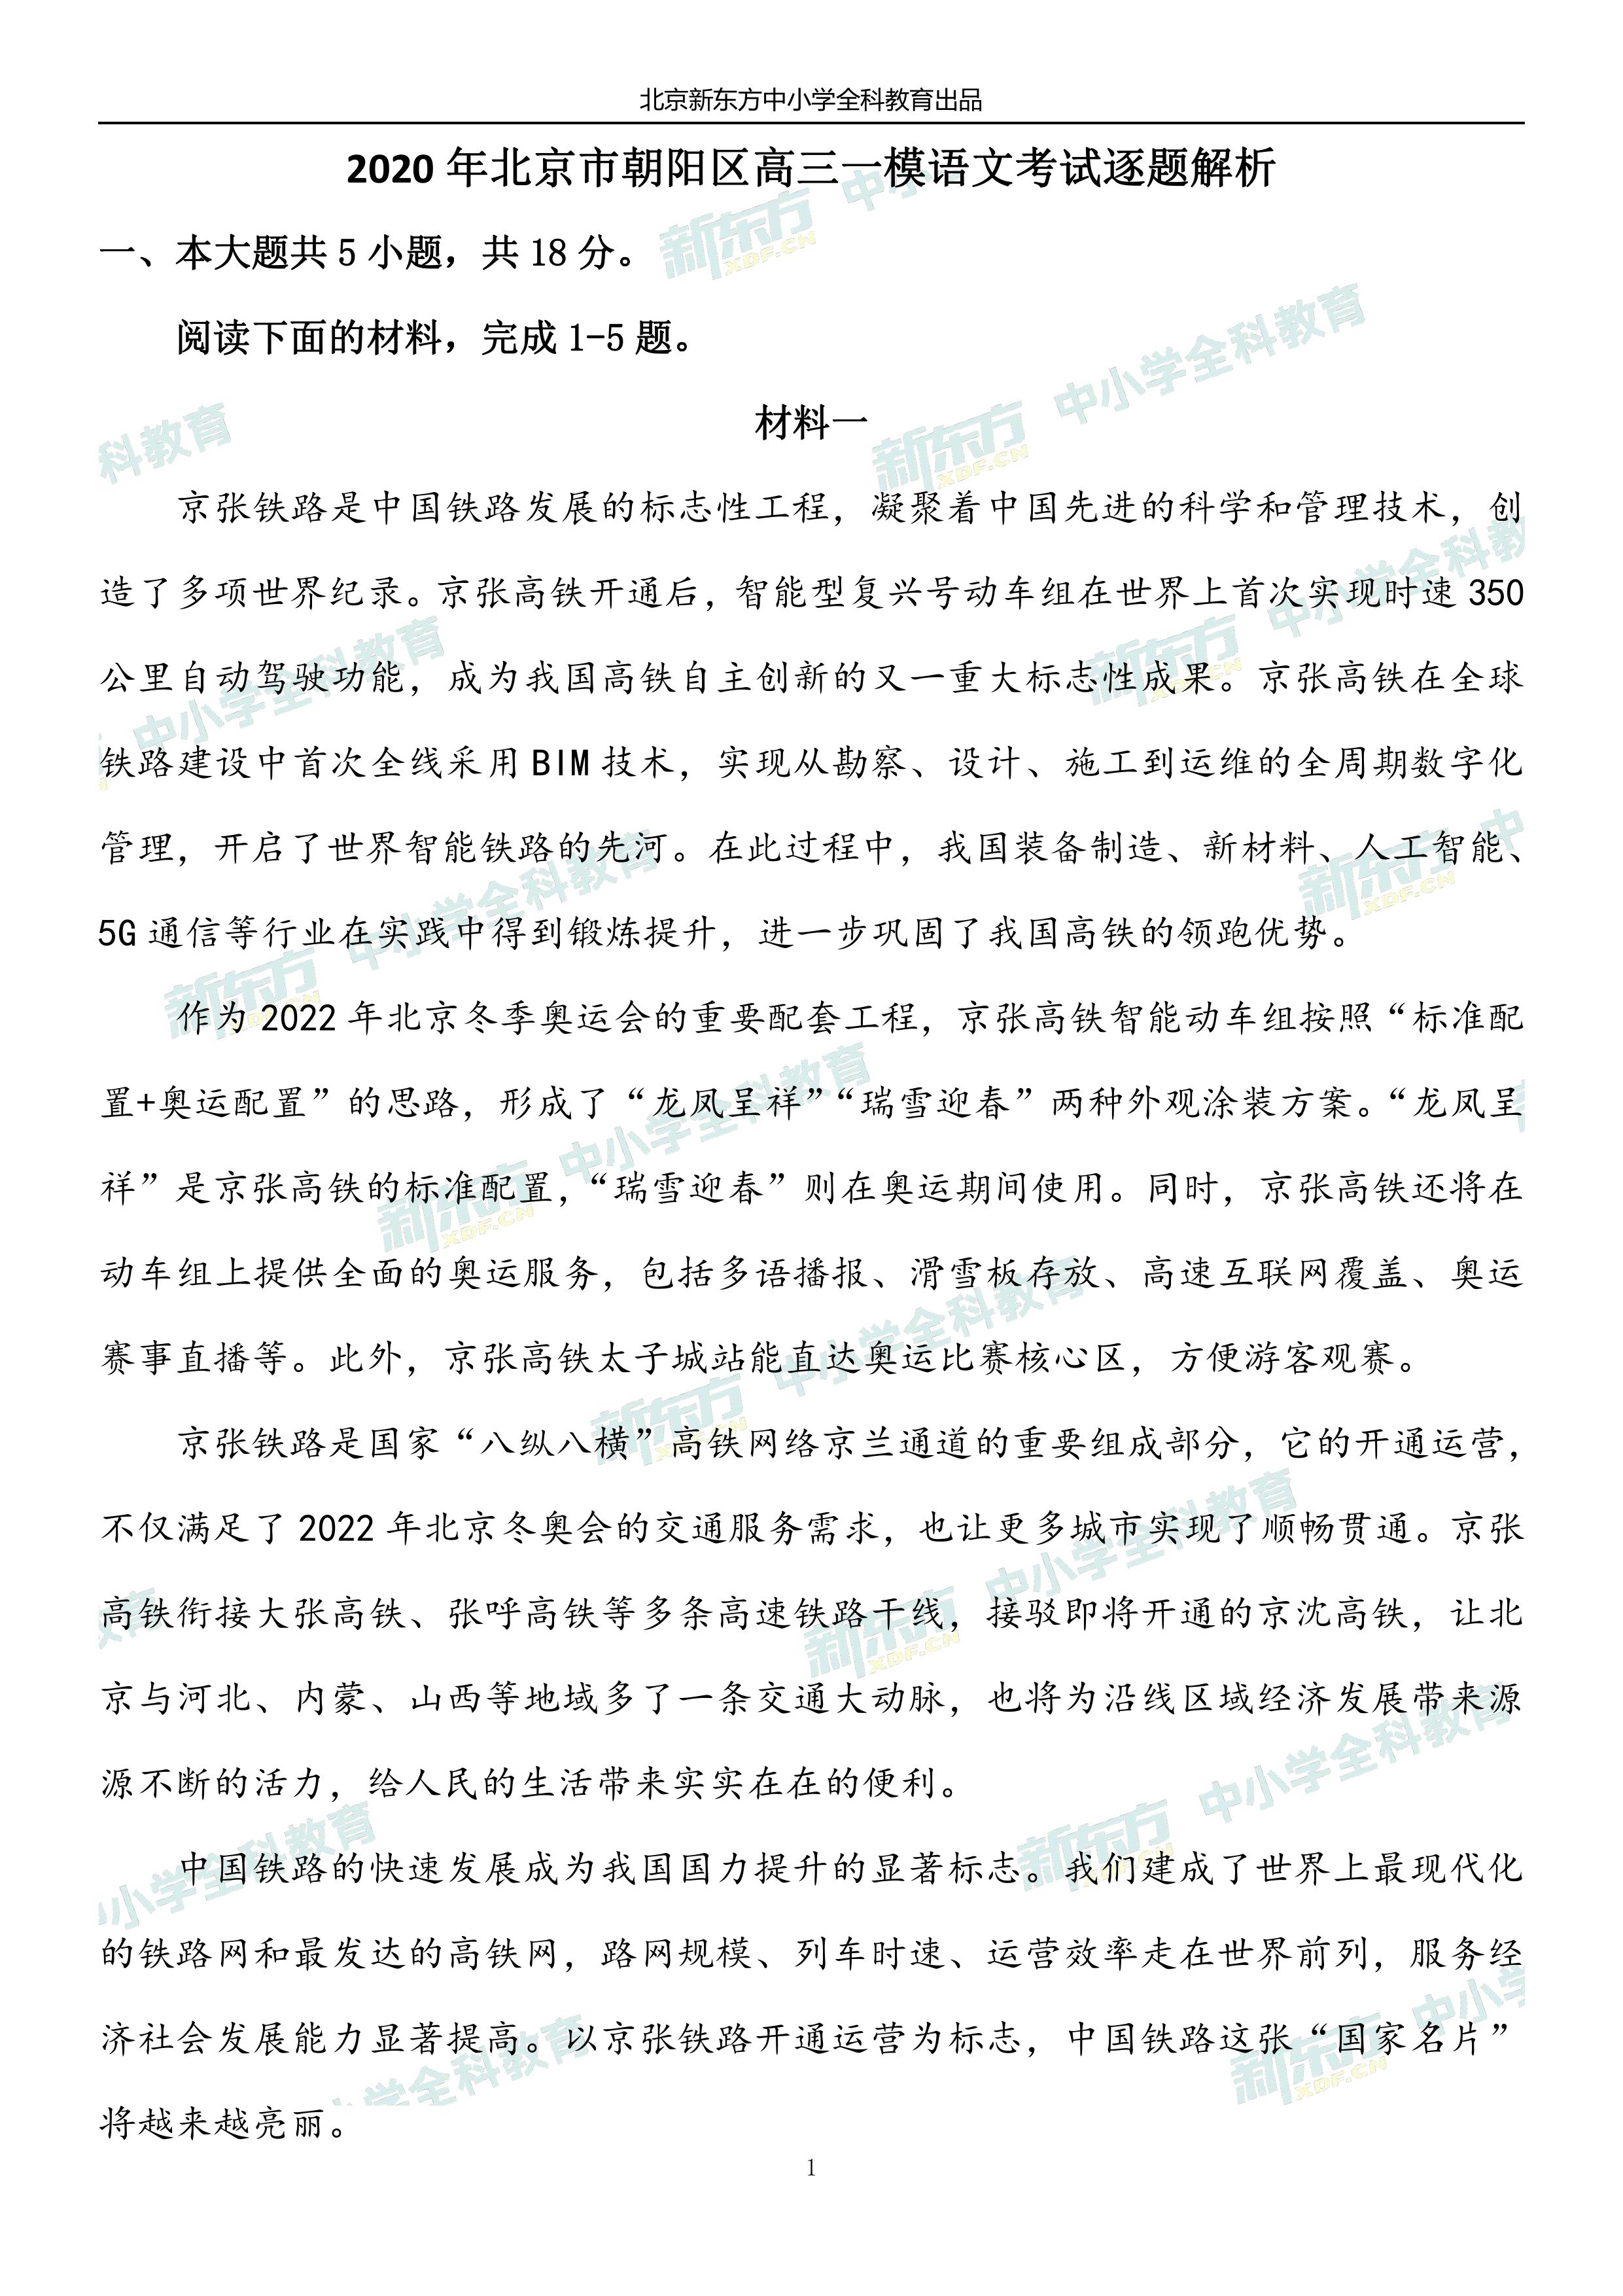 北京新东方中小学全科教育出品
2020 年北京市朝阳区高三一模语文考试逐题解析
一、本大题共 5 小题，共 18 分。
阅读下面的材料，完成 1-5 题。
材料一
京张铁路是中国铁路发展的标志性工程，凝聚着中国先进的科学和管理技术，创
造了多项世界纪录。京张高铁开通后，智能型复兴号动车组在世界上首次实现时速 350
公里自动驾驶功能，成为我国高铁自主创新的又一重大标志性成果。京张高铁在全球
铁路建设中首次全线采用 BIM 技术，实现从勘察、设计、施工到运维的全周期数字化
管理，开启了世界智能铁路的先河。在此过程中，我国装备制造、新材料、人工智能、
5G 通信等行业在实践中得到锻炼提升，进一步巩固了我国高铁的领跑优势。
作为 2022 年北京冬季奥运会的重要配套工程，京张高铁智能动车组按照“标准配
置+奥运配置”的思路，形成了“龙凤呈祥”“瑞雪迎春”两种外观涂装方案。“龙凤呈
祥”是京张高铁的标准配置，“瑞雪迎春”则在奥运期间使用。同时，京张高铁还将在
动车组上提供全面的奥运服务，包括多语播报、滑雪板存放、高速互联网覆盖、奥运
赛事直播等。此外，京张高铁太子城站能直达奥运比赛核心区，方便游客观赛。
京张铁路是国家“八纵八横”高铁网络京兰通道的重要组成部分，它的开通运营，
不仅满足了 2022 年北京冬奥会的交通服务需求，也让更多城市实现了顺畅贯通。京张
高铁衔接大张高铁、张呼高铁等多条高速铁路干线，接驳即将开通的京沈高铁，让北
京与河北、内蒙、山西等地域多了一条交通大动脉，也将为沿线区域经济发展带来源
源不断的活力，给人民的生活带来实实在在的便利。
中国铁路的快速发展成为我国国力提升的显著标志。我们建成了世界上最现代化
的铁路网和最发达的高铁网，路网规模、列车时速、运营效率走在世界前列，服务经
济社会发展能力显著提高。以京张铁路开通运营为标志，中国铁路这张“国家名片”
将越来越亮丽。
1